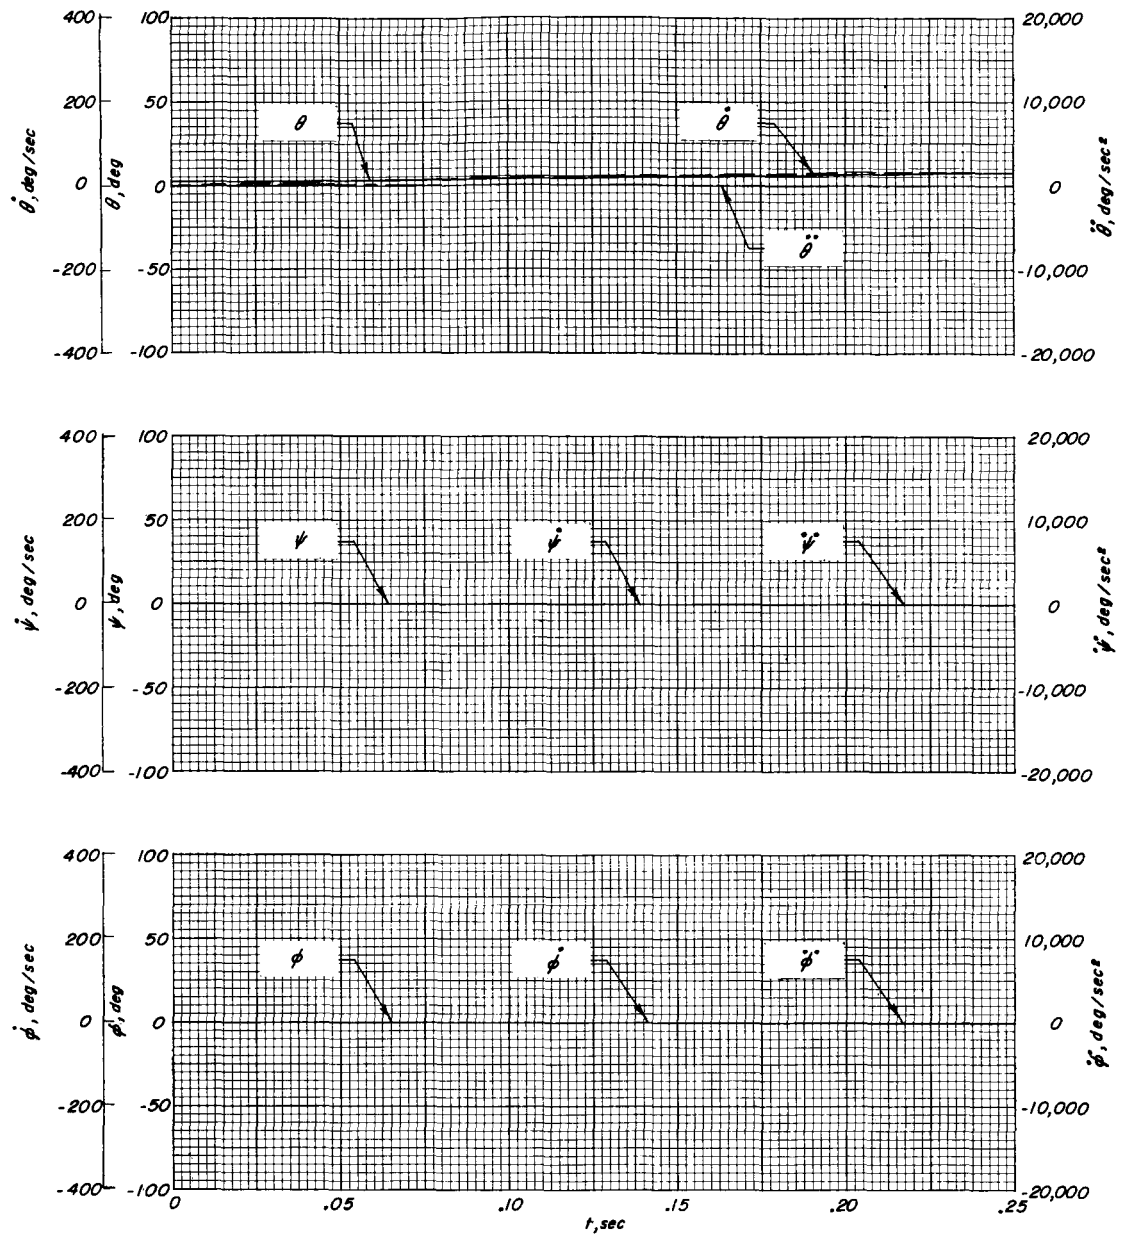 400 100 20,000
200 50 10,000
θ θ̇
0 0 0
θ̈
-200 -50 -10,000
-400 -100 -20,000
θ̇, deg/sec
θ, deg
θ̈, deg/sec²
400 100 20,000
200 50 10,000
ψ ψ̇ ψ̈
0 0 0
-200 -50 -10,000
-400 -100 -20,000
ψ̇, deg/sec
ψ, deg
ψ̈, deg/sec²
400 100 20,000
200 50 10,000
ϕ ϕ̇ ϕ̈
0 0 0
-200 -50 -10,000
-400 -100 -20,000
ϕ̇, deg/sec
ϕ, deg
ϕ̈, deg/sec²
0 .05 .10 .15 .20 .25
t, sec